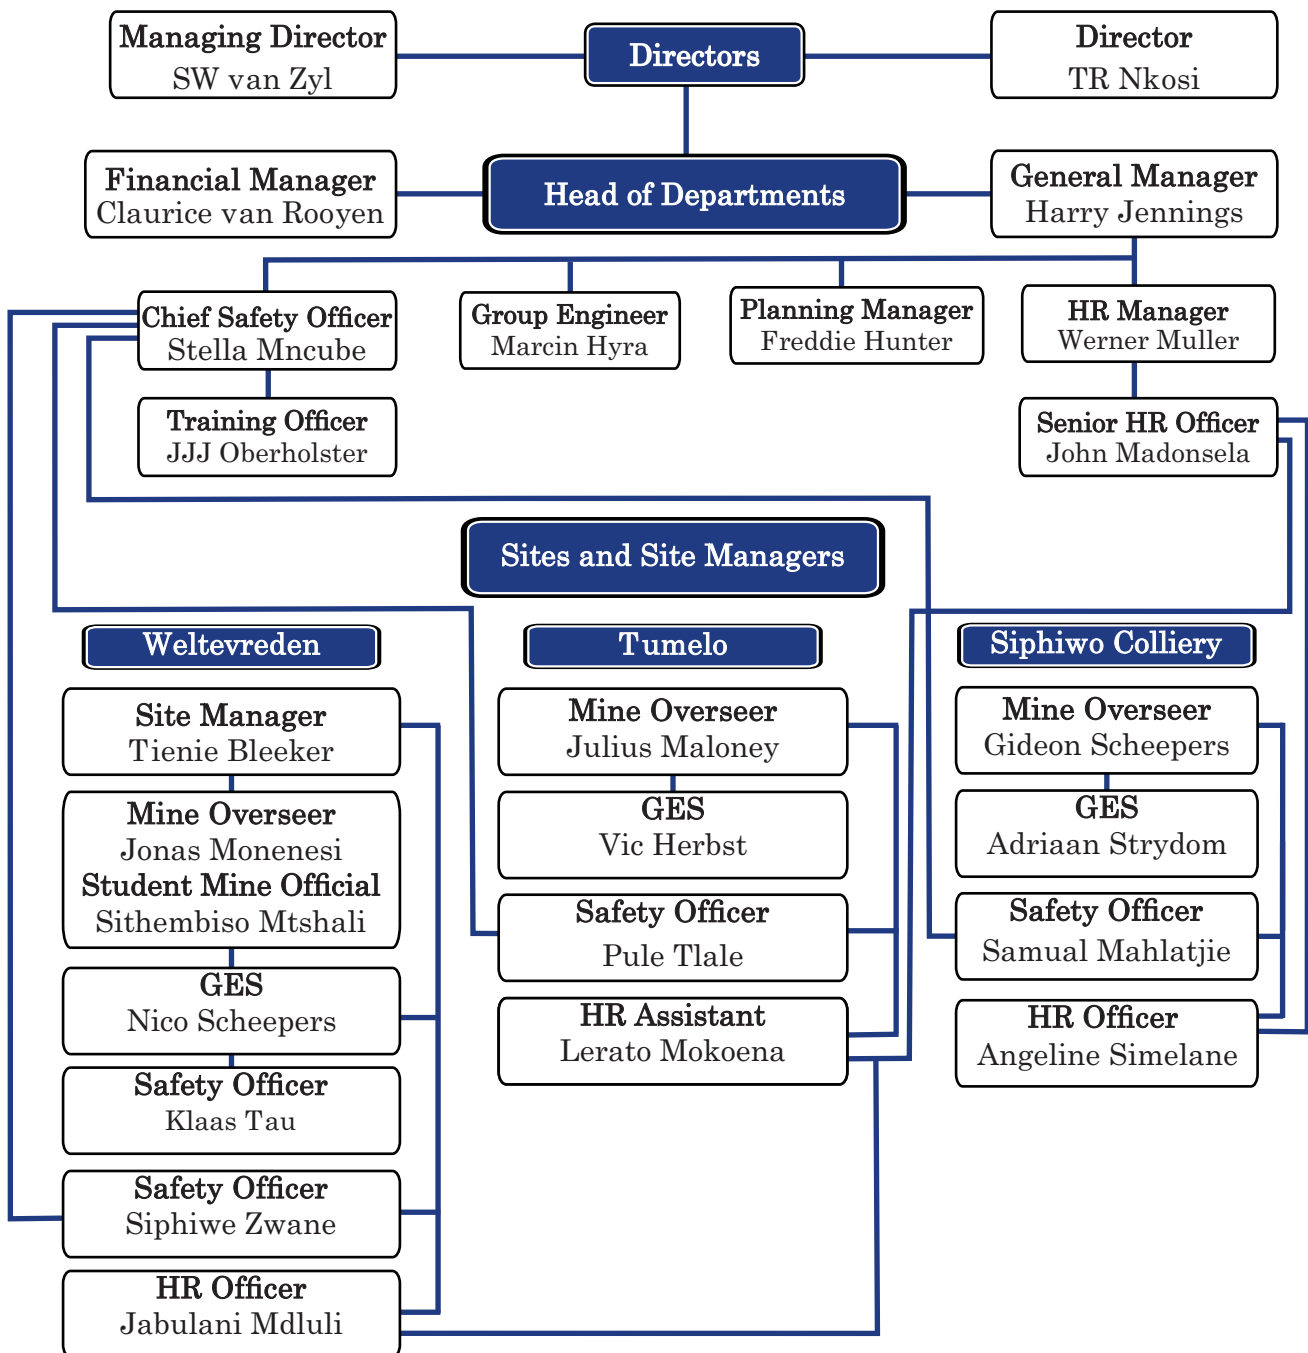 Managing Director
SW van Zyl
Directors
Director
TR Nkosi
Financial Manager
Claurice van Rooyen
Head of Departments
General Manager
Harry Jennings
Chief Safety Officer
Stella Mncube
Group Engineer
Marcin Hyra
Planning Manager
Freddie Hunter
HR Manager
Werner Muller
Training Officer
JJJ Oberholster
Senior HR Officer
John Madonsela
Sites and Site Managers
Weltevreden
Site Manager
Tienie Bleeker
Mine Overseer
Jonas Monenesi
Student Mine Official
Sithembiso Mtshali
GES
Nico Scheepers
Safety Officer
Klaas Tau
Safety Officer
Siphiwe Zwane
HR Officer
Jabulani Mdluli
Tumelo
Mine Overseer
Julius Maloney
GES
Vic Herbst
Safety Officer
Pule Tlale
HR Assistant
Lerato Mokoena
Siphiwo Colliery
Mine Overseer
Gideon Scheepers
GES
Adriaan Strydom
Safety Officer
Samual Mahlatjie
HR Officer
Angeline Simelane